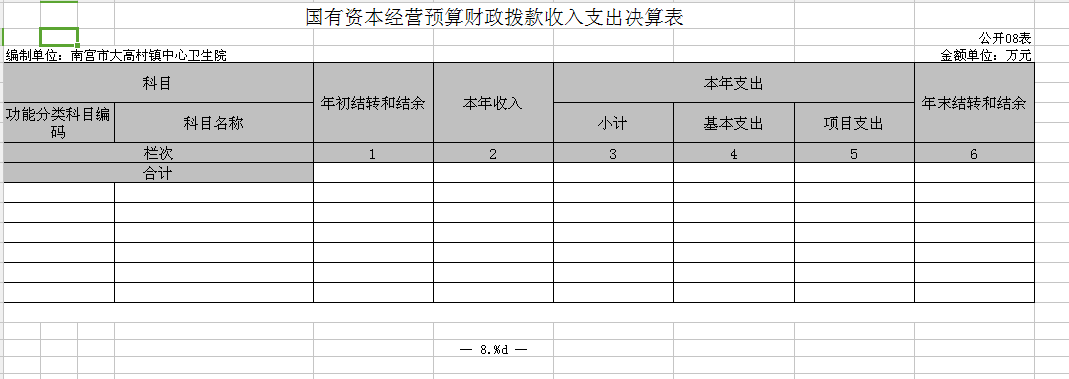 国有资本经营预算财政拨款收入支出决算表
公开08表
编制单位：南宫市大高村镇中心卫生院 金额单位：万元
科目 年初结转和结余 本年收入 本年支出 年末结转和结余
功能分类科目编码 科目名称 小计 基本支出 项目支出
栏次 1 2 3 4 5 6
合计
— 8.%d —